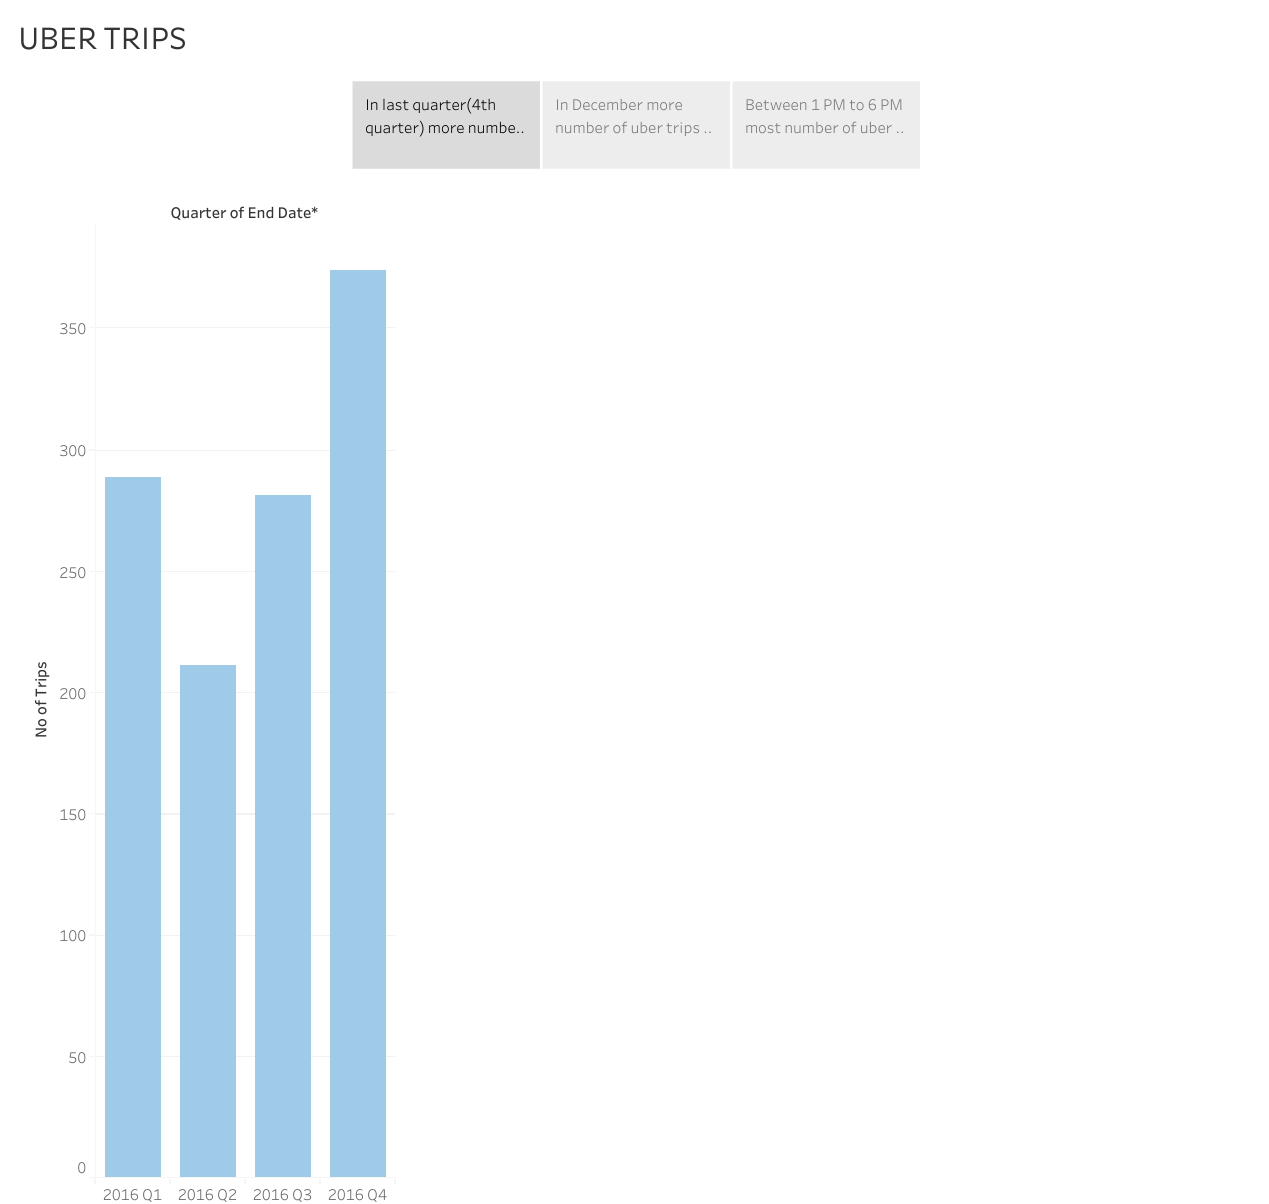 UBER TRIPS
In last quarter(4th
quarter) more numbe..
In December more
number of uber trips ..
Between 1 PM to 6 PM
most number of uber ..
Quarter of End Date*
350
300
250
200
150
100
50
0
No of Trips
2016 Q1 2016 Q2 2016 Q3 2016 Q4